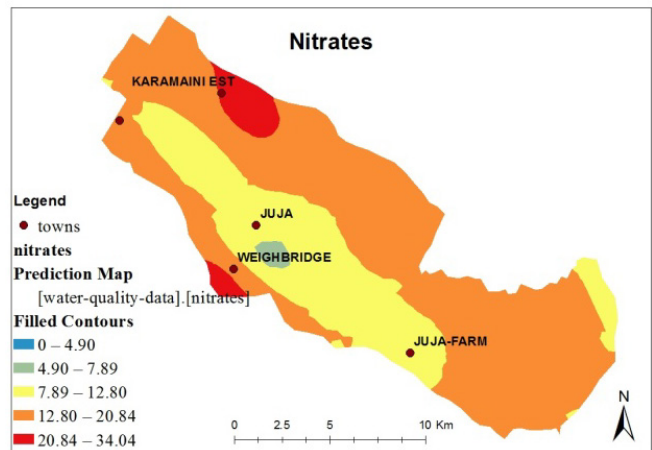 Nitrates
KARAMAINI EST
JUJA
WEIGHBRIDGE
JUJA-FARM
Legend
towns
nitrates
Prediction Map
[water-quality-data].[nitrates]
Filled Contours
0 – 4.90
4.90 – 7.89
7.89 – 12.80
12.80 – 20.84
20.84 – 34.04
0 2.5 5 10 Km
N